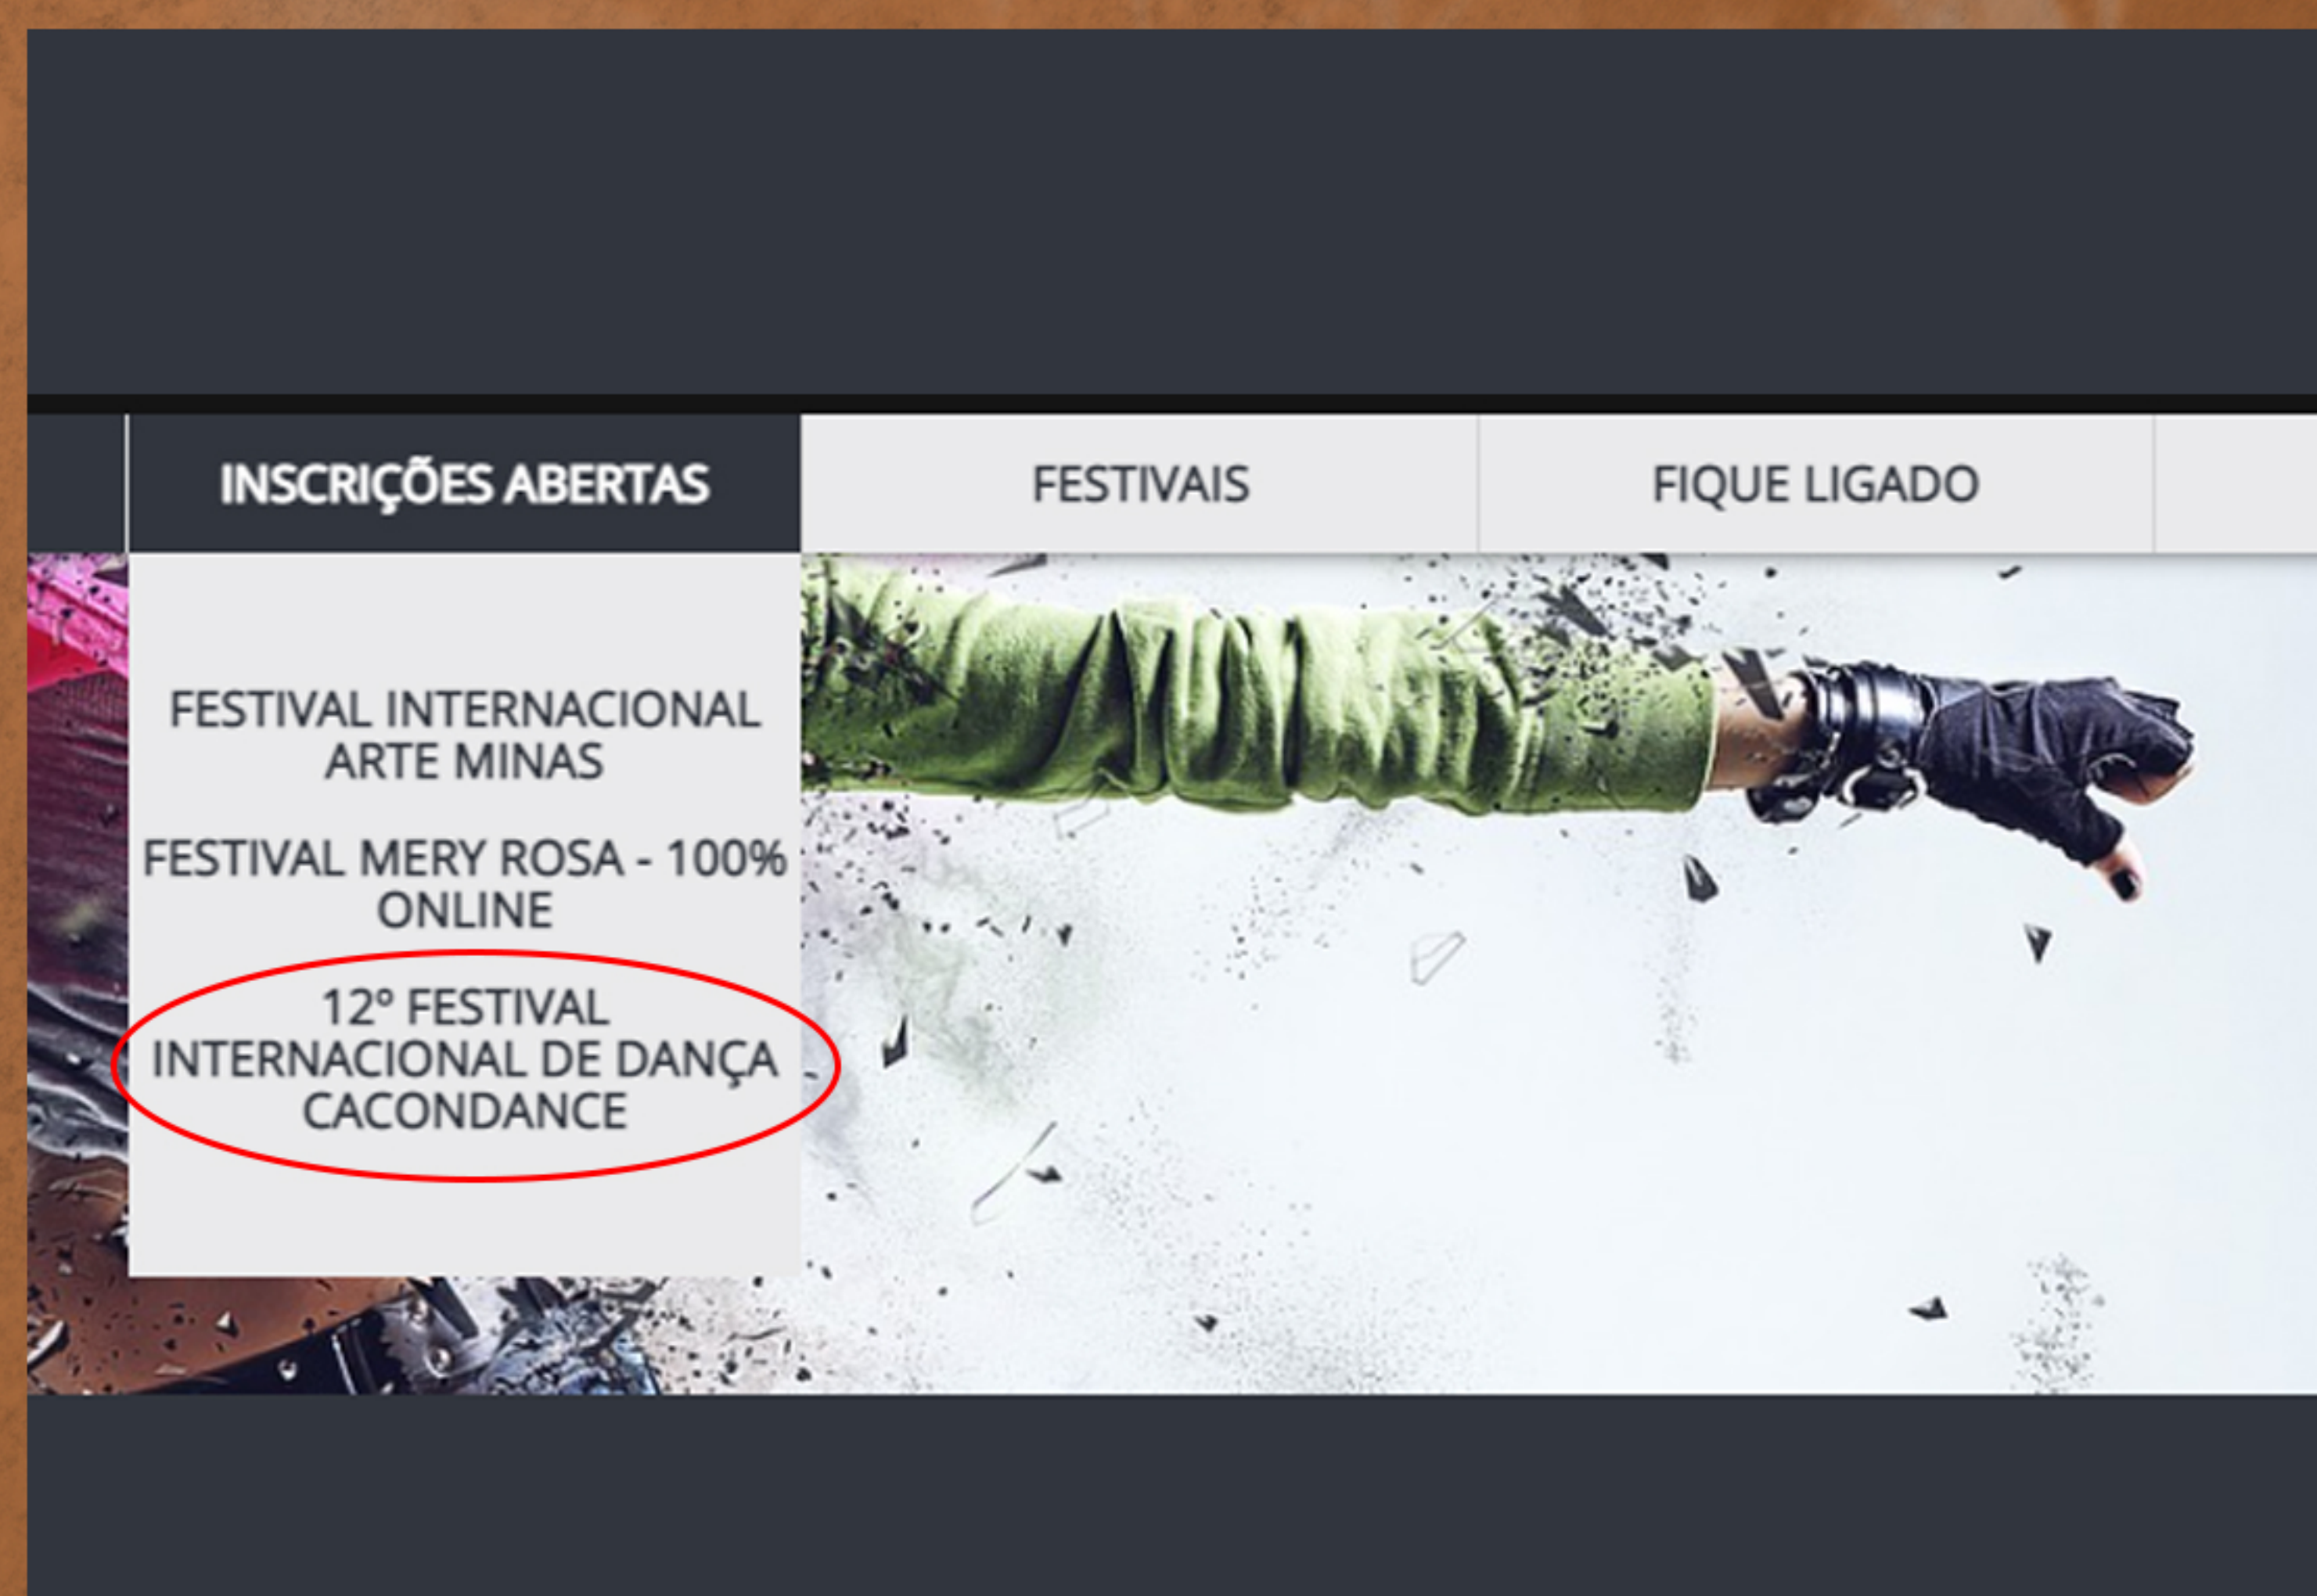 INSCRIÇÕES ABERTAS
FESTIVAIS
FIQUE LIGADO
FESTIVAL INTERNACIONAL
ARTE MINAS
FESTIVAL MERY ROSA - 100%
ONLINE
12º FESTIVAL
INTERNACIONAL DE DANÇA
CACONDANCE